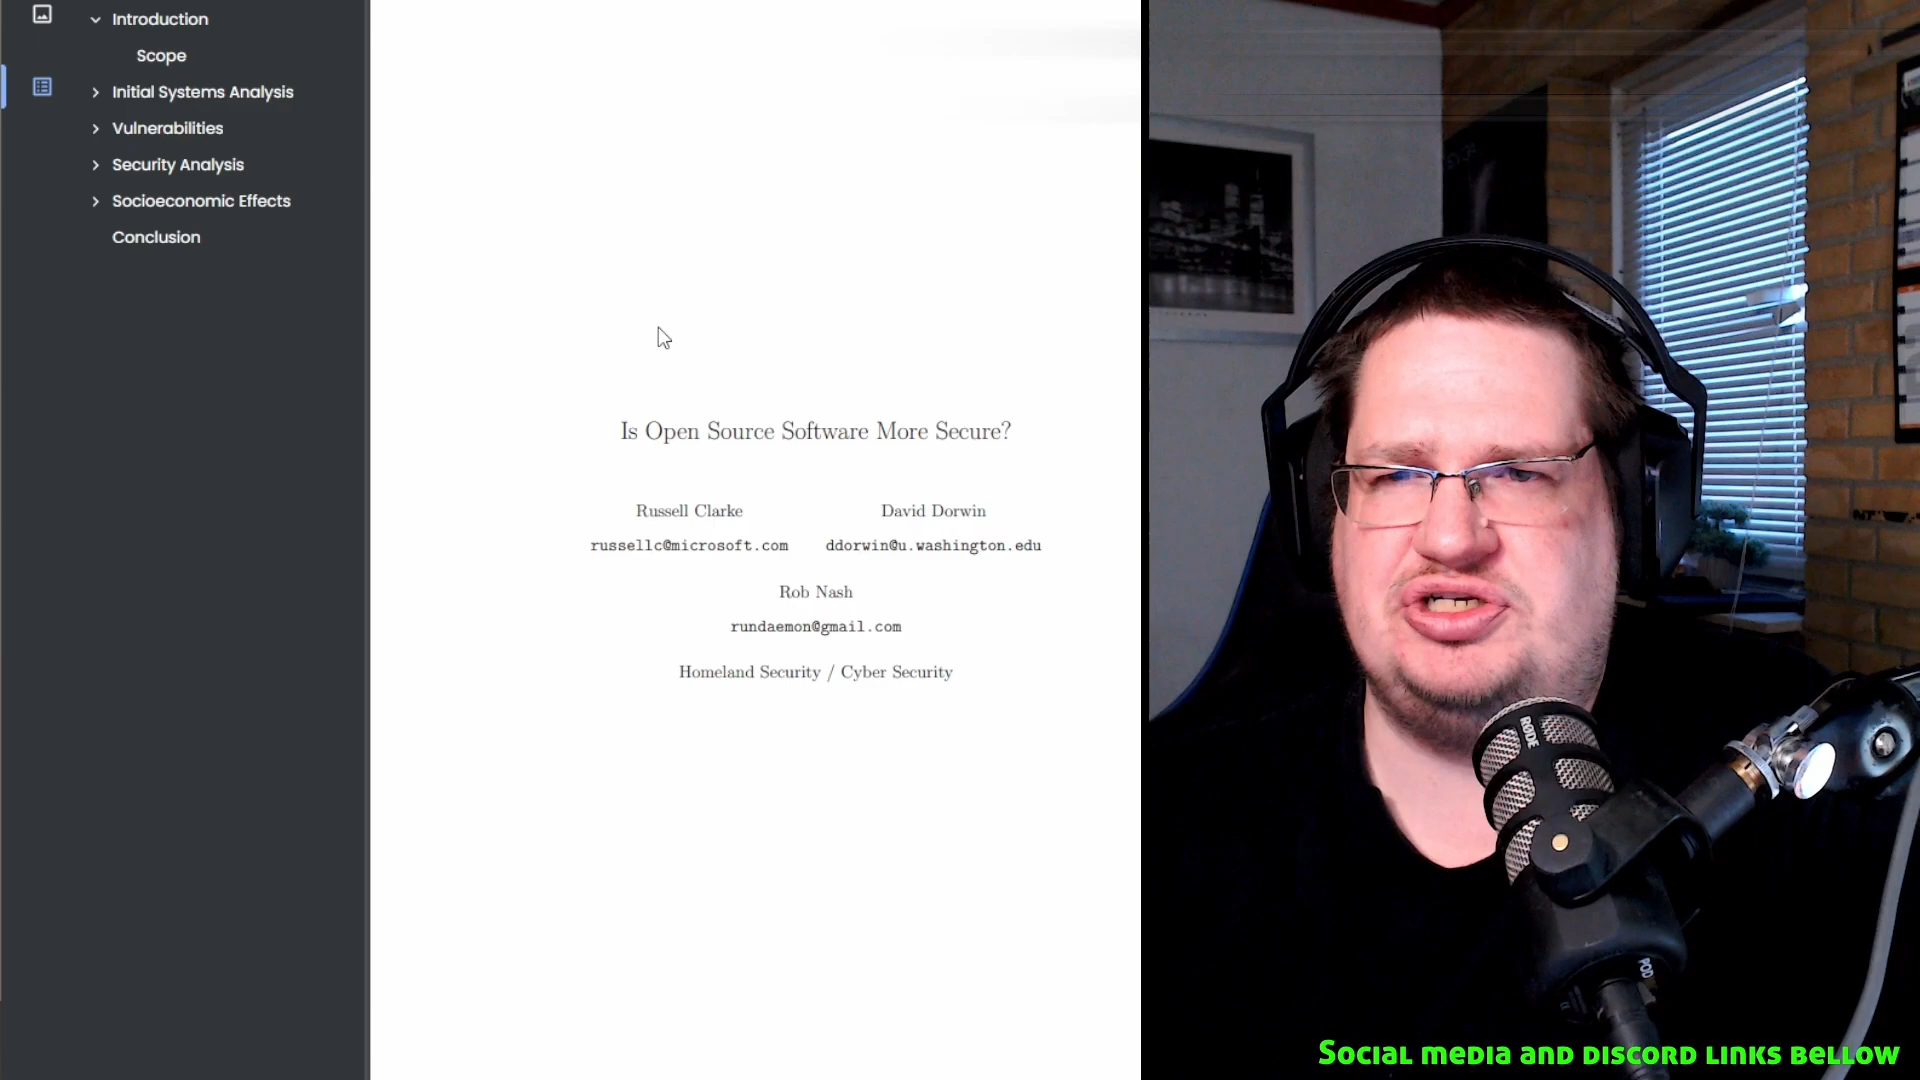 Introduction
Scope
Initial Systems Analysis
Vulnerabilities
Security Analysis
Socioeconomic Effects
Conclusion
Is Open Source Software More Secure?
Russell Clarke David Dorwin
russellc@microsoft.com ddorwin@u.washington.edu
Rob Nash
rundaemon@gmail.com
Homeland Security / Cyber Security
RØDE
POD
Social media and discord links bellow